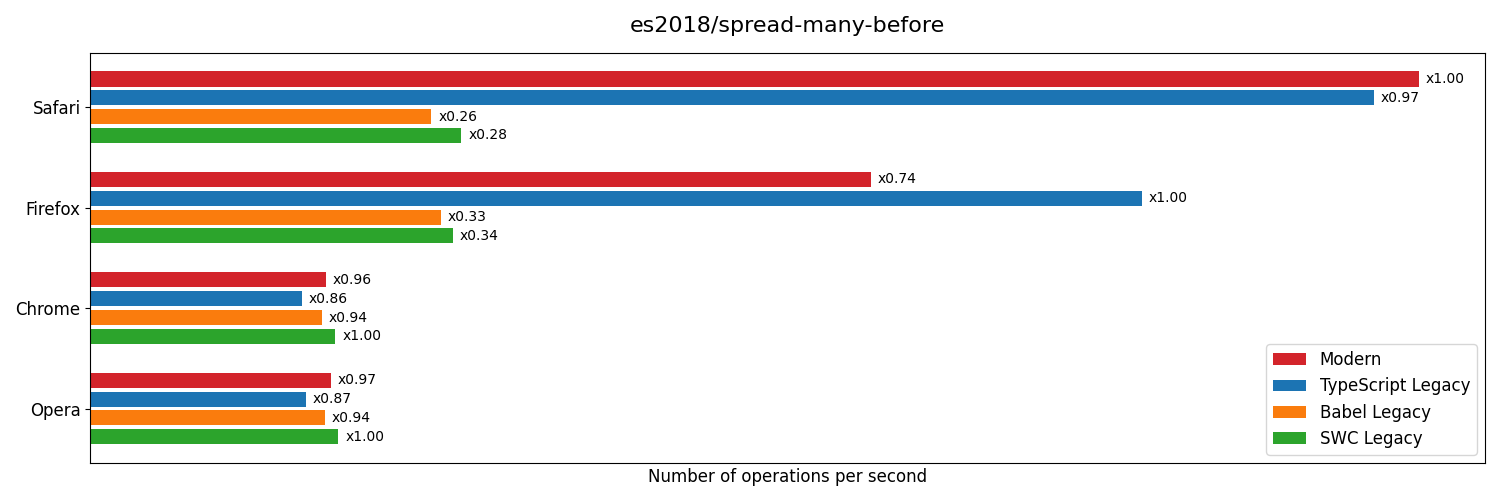 es2018/spread-many-before
Safari
x1.00
x0.97
x0.26
x0.28
Firefox
x0.74
x1.00
x0.33
x0.34
Chrome
x0.96
x0.86
x0.94
x1.00
Opera
x0.97
x0.87
x0.94
x1.00
Modern
TypeScript Legacy
Babel Legacy
SWC Legacy
Number of operations per second